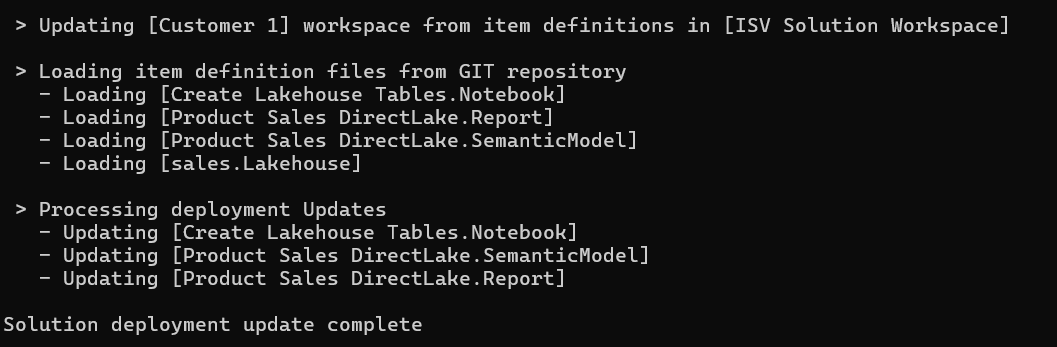 > Updating [Customer 1] workspace from item definitions in [ISV Solution Workspace]
> Loading item definition files from GIT repository
- Loading [Create Lakehouse Tables.Notebook]
- Loading [Product Sales DirectLake.Report]
- Loading [Product Sales DirectLake.SemanticModel]
- Loading [sales.Lakehouse]
> Processing deployment Updates
- Updating [Create Lakehouse Tables.Notebook]
- Updating [Product Sales DirectLake.SemanticModel]
- Updating [Product Sales DirectLake.Report]
Solution deployment update complete